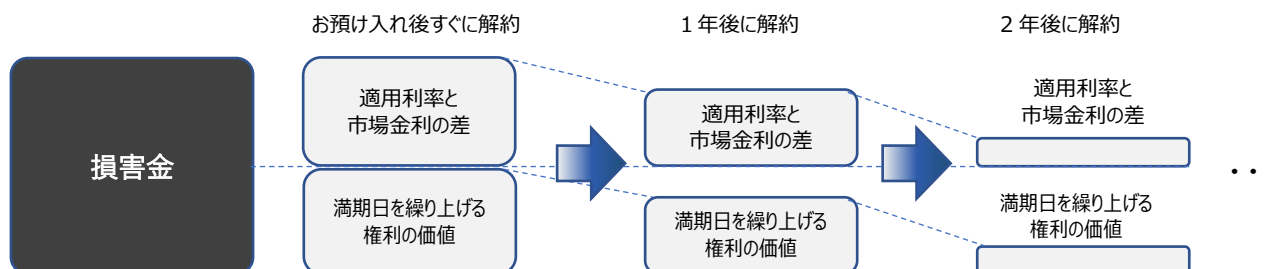 お預け入れ後すぐに解約
1年後に解約
2年後に解約
損害金
適用利率と
市場金利の差
満期日を繰り上げる
権利の価値
適用利率と
市場金利の差
満期日を繰り上げる
権利の価値
適用利率と
市場金利の差
満期日を繰り上げる
権利の価値
・・